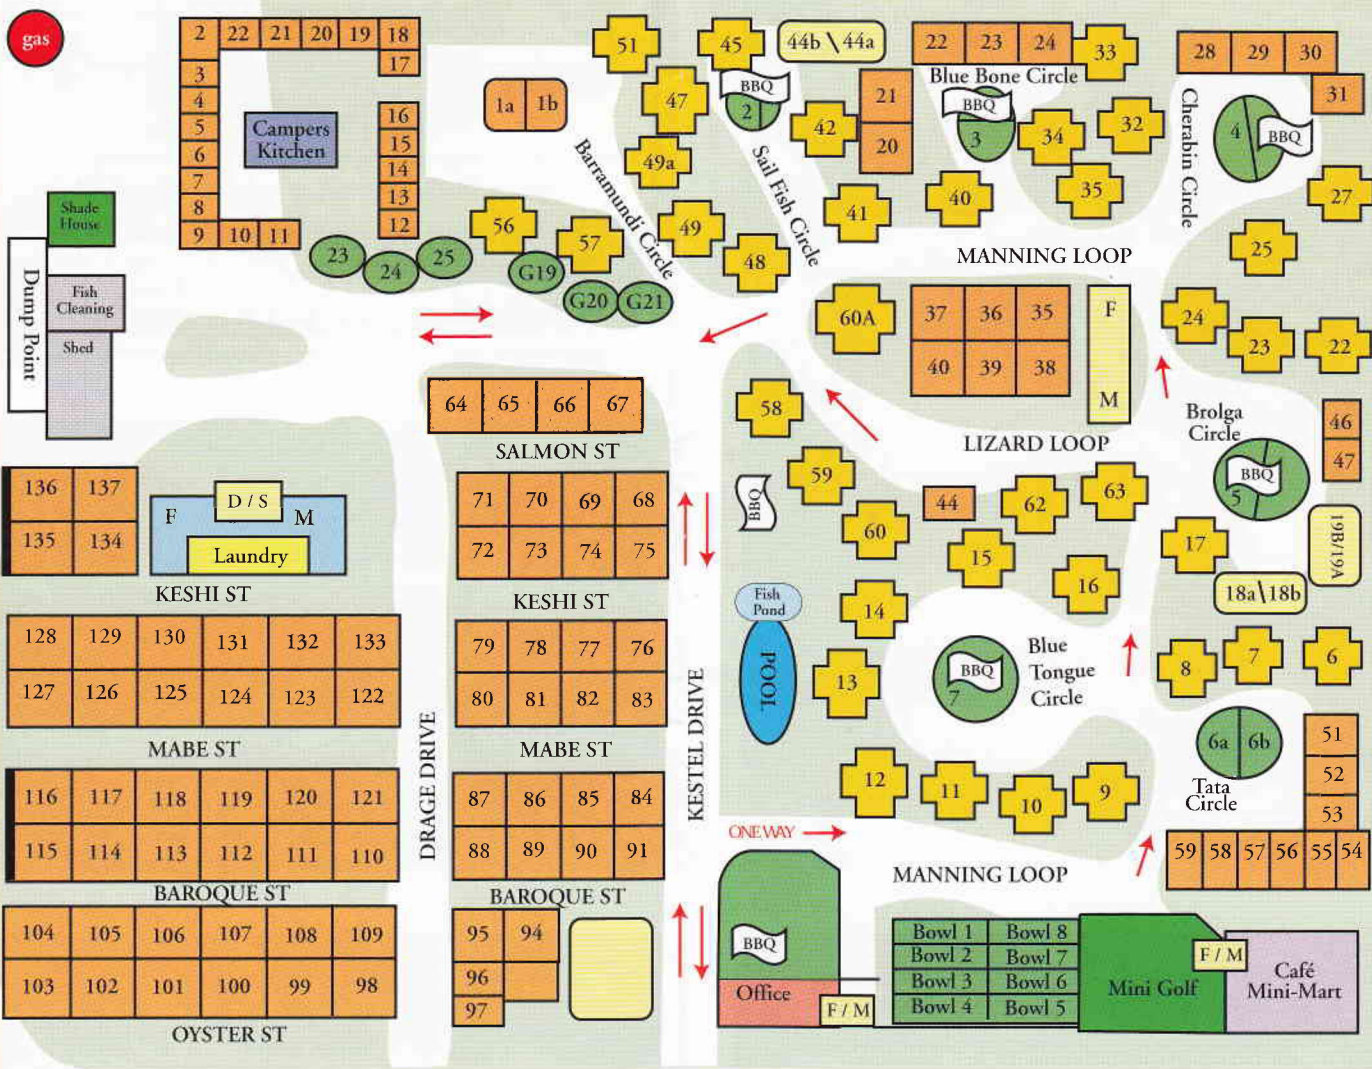 gas
2 22 21 20 19 18
17
3
4
5
6
7
8
9 10 11
16
15
14
13
12
Campers
Kitchen
Shade
House
Fish
Cleaning
Shed
Dump Point
23
24
25
1a 1b
56
57
G19
G20 G21
Barramundi Circle
51
47
49a
49
48
45
BBQ
2
44b \ 44a
42
41
21
20
Sail Fish Circle
22 23 24
33
Blue Bone Circle
BBQ
3
34
32
35
40
28 29 30
31
Cherabin Circle
4
BBQ
27
25
MANNING LOOP
60A
37 36 35
40 39 38
F
M
24
23
22
LIZARD LOOP
Brolga
Circle
BBQ
5
46
47
19B/19A
17
18a\18b
8
7
6
58
59
60
BBQ
44
62
63
15
16
Fish
Pond
POOL
14
13
12
11
10
9
BBQ
7
Blue
Tongue
Circle
6a 6b
Tata
Circle
51
52
53
59 58 57 56 55 54
64 65 66 67
SALMON ST
71 70 69 68
72 73 74 75
KESHI ST
79 78 77 76
80 81 82 83
MABE ST
87 86 85 84
88 89 90 91
BAROQUE ST
95 94
96
97
136 137
135 134
D / S
F
M
Laundry
KESHI ST
128 129 130 131 132 133
127 126 125 124 123 122
MABE ST
116 117 118 119 120 121
115 114 113 112 111 110
BAROQUE ST
104 105 106 107 108 109
103 102 101 100 99 98
OYSTER ST
DRAGE DRIVE
KESTEL DRIVE
ONE WAY
MANNING LOOP
BBQ
Office
F / M
Bowl 1 Bowl 8
Bowl 2 Bowl 7
Bowl 3 Bowl 6
Bowl 4 Bowl 5
Mini Golf
F / M
Café
Mini-Mart